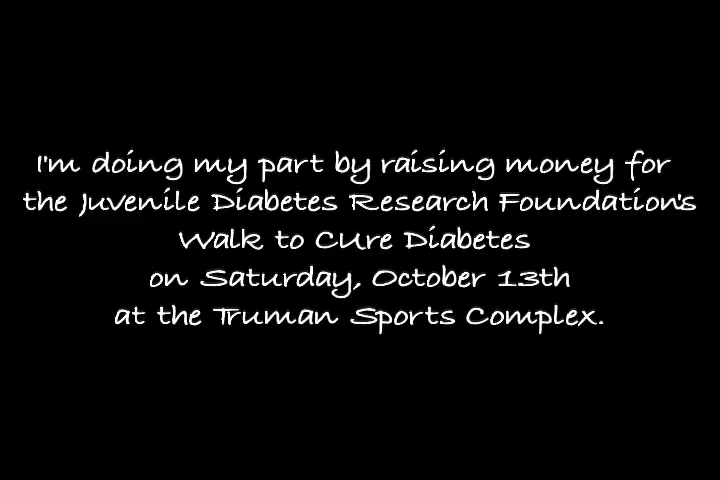 I'm doing my part by raising money for
the Juvenile Diabetes Research Foundation's
Walk to Cure Diabetes
on Saturday, October 13th
at the Truman Sports Complex.